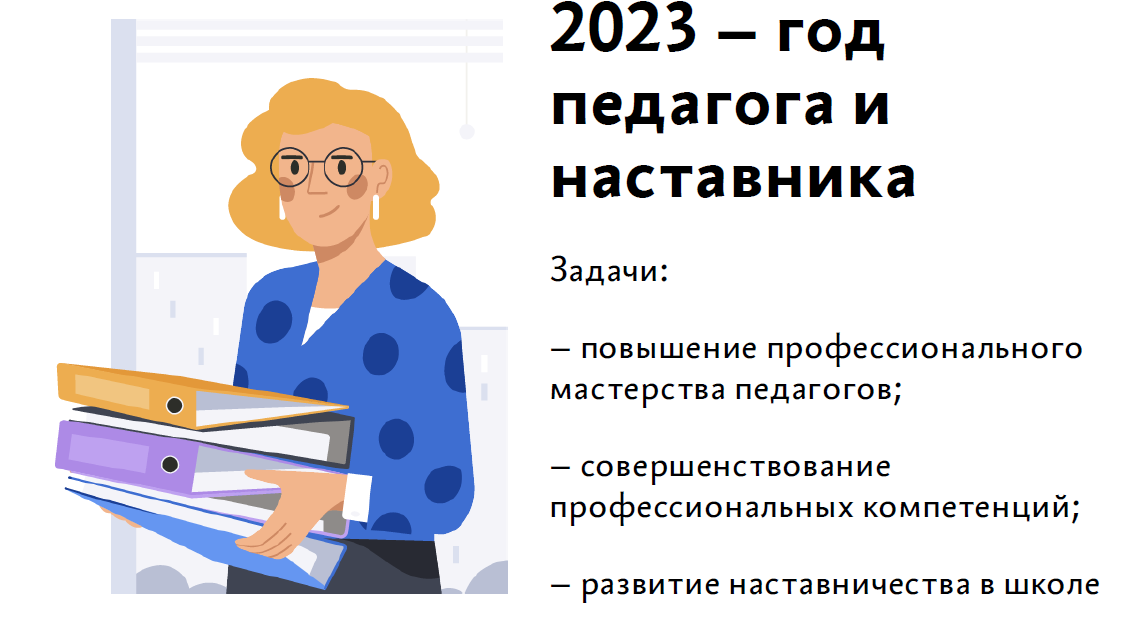 2023 – год
педагога и
наставника
Задачи:
– повышение профессионального
мастерства педагогов;
– совершенствование
профессиональных компетенций;
– развитие наставничества в школе